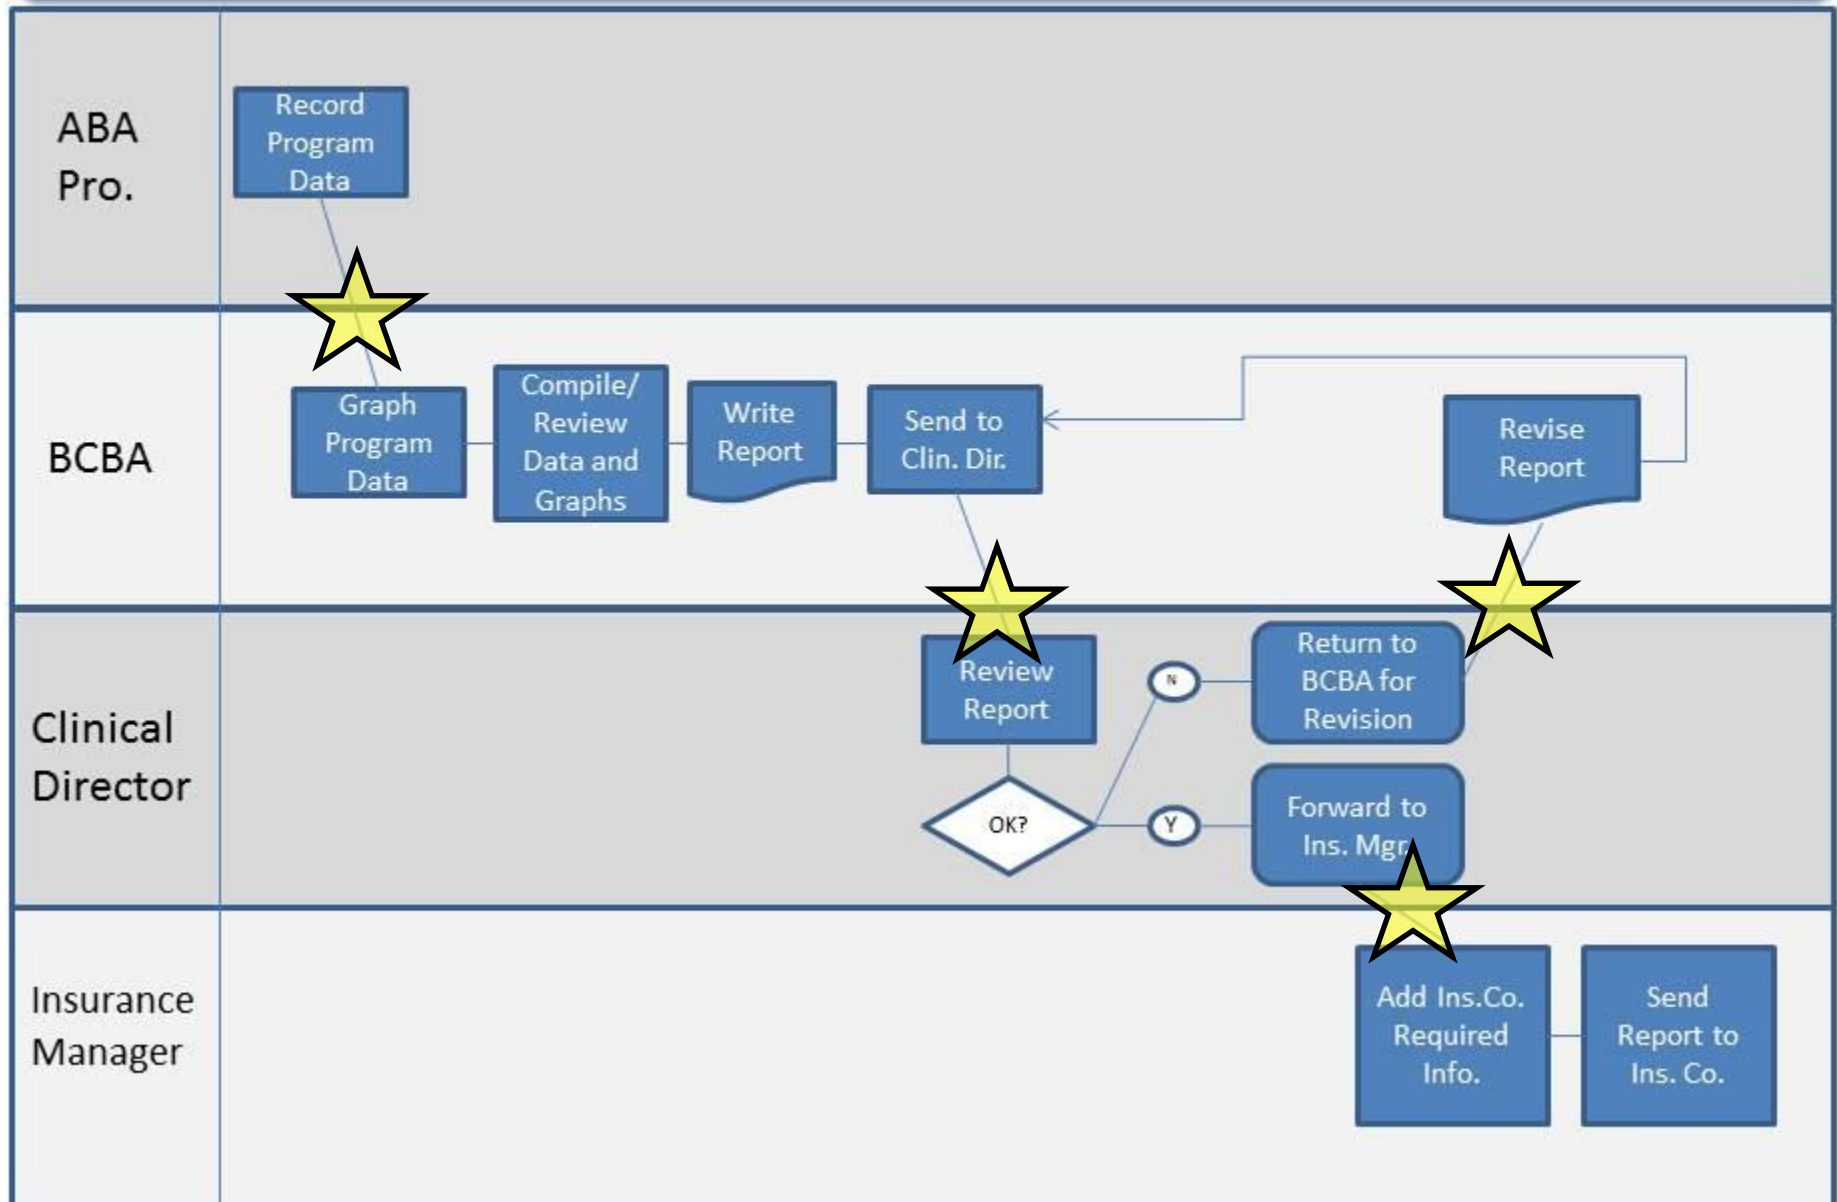 ABA
Pro.
Record
Program
Data
BCBA
Graph
Program
Data
Compile/
Review
Data and
Graphs
Write
Report
Send to
Clin. Dir.
Revise
Report
Clinical
Director
Review
Report
OK?
N
Return to
BCBA for
Revision
Y
Forward to
Ins. Mgr.
Insurance
Manager
Add Ins.Co.
Required
Info.
Send
Report to
Ins. Co.